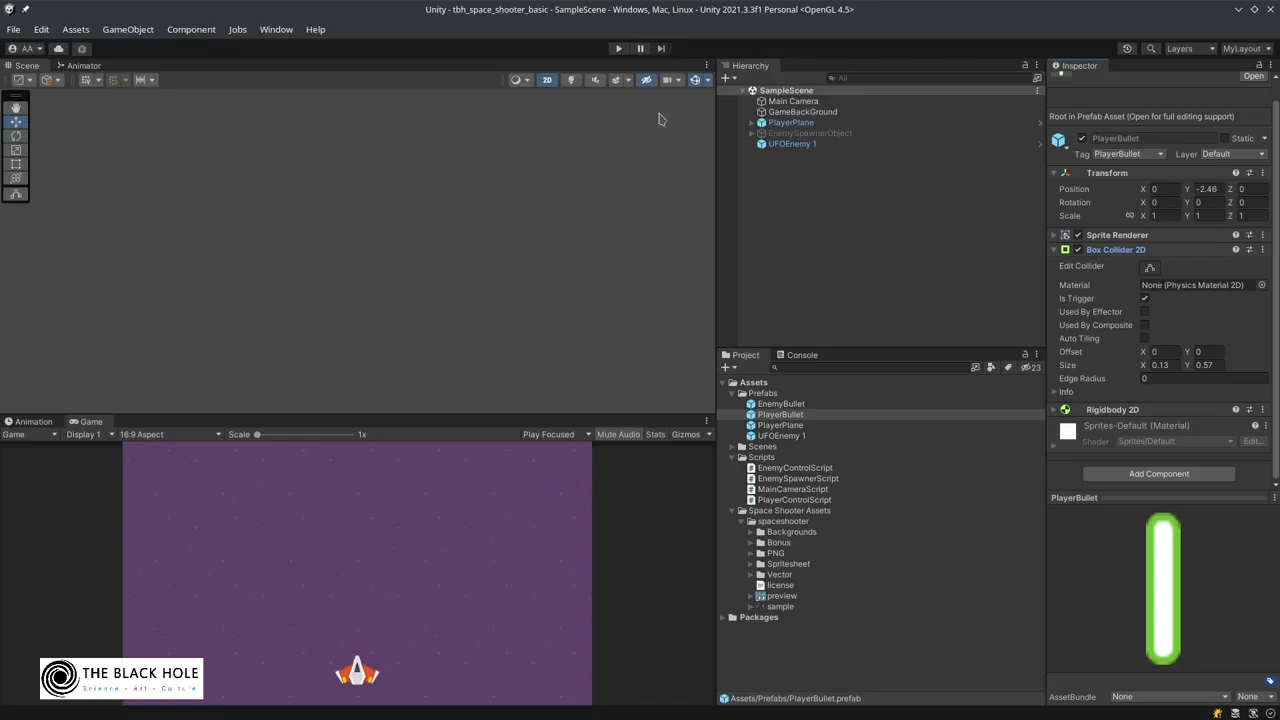 Unity - tbh_space_shooter_basic - SampleScene - Windows, Mac, Linux - Unity 2021.3.3f1 Personal <OpenGL 4.5>
File Edit Assets GameObject Component Jobs Window Help
AA Layers MyLayout
Scene Animator
2D
Hierarchy
All
SampleScene
Main Camera
GameBackGround
PlayerPlane
EnemySpawnerObject
UFOEnemy 1
Inspector
Open
Root in Prefab Asset (Open for full editing support)
PlayerBullet Static
Tag PlayerBullet Layer Default
Transform
Position X 0 Y -2.46 Z 0
Rotation X 0 Y 0 Z 0
Scale X 1 Y 1 Z 1
Sprite Renderer
Box Collider 2D
Edit Collider
Material None (Physics Material 2D)
Is Trigger
Used By Effector
Used By Composite
Auto Tiling
Offset X 0 Y 0
Size X 0.13 Y 0.57
Edge Radius 0
Info
Rigidbody 2D
Sprites-Default (Material)
Shader Sprites/Default Edit...
Add Component
PlayerBullet
AssetBundle None None
Project Console
23
Assets
Prefabs
EnemyBullet
PlayerBullet
PlayerPlane
UFOEnemy 1
Scenes
Scripts
EnemyControlScript
EnemySpawnerScript
MainCameraScript
PlayerControlScript
Space Shooter Assets
spaceshooter
Backgrounds
Bonus
PNG
Spritesheet
Vector
license
preview
sample
Packages
Assets/Prefabs/PlayerBullet.prefab
Animation Game
Game Display 1 16:9 Aspect Scale 1x Play Focused Mute Audio Stats Gizmos
THE BLACK HOLE
Science • Art • Culture